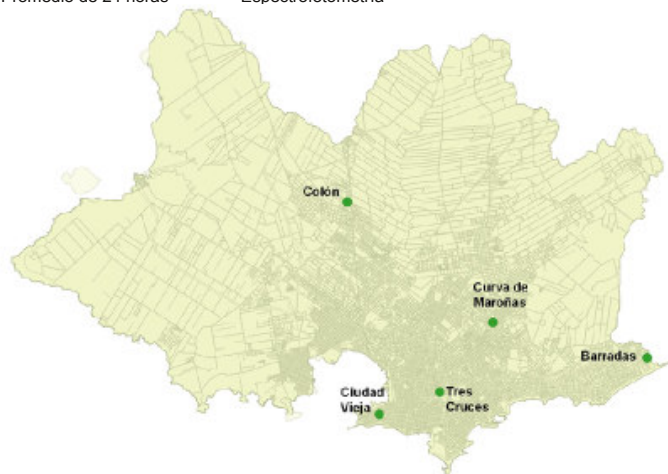 Promedio de 24 horas Espectrofotometría
Colón
Curva de
Maroñas
Barradas
Ciudad
Vieja
Tres
Cruces